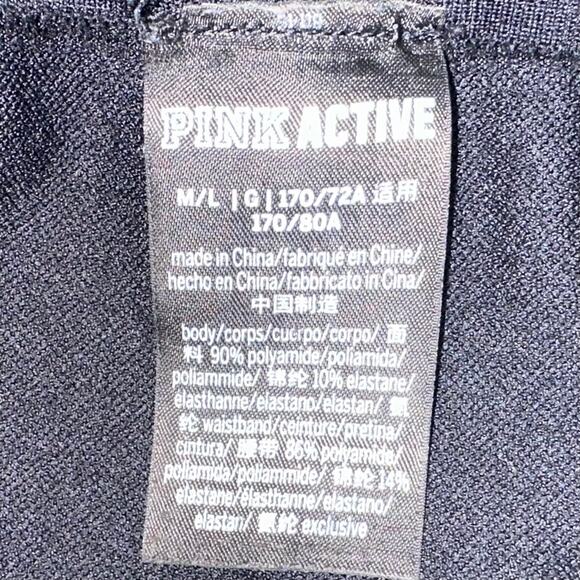 PINK ACTIVE
M/L | G | 170/72A 适用
170/80A
made in China/fabriqué en Chine/
hecho en China/fabbricato in Cina/
中国制造
body/corps/cuerpo/corpo/ 面
料 90% polyamide/poliamida/
poliammide/ 锦纶 10% elastane/
elasthanne/elastano/elastan/ 氨
纶 waistband/ceinture/pretina/
cintura/ 腰带 86% polyamide/
poliamida/poliammide/ 锦纶 14%
elastane/elasthanne/elastano/
elastan/ 氨纶 exclusive